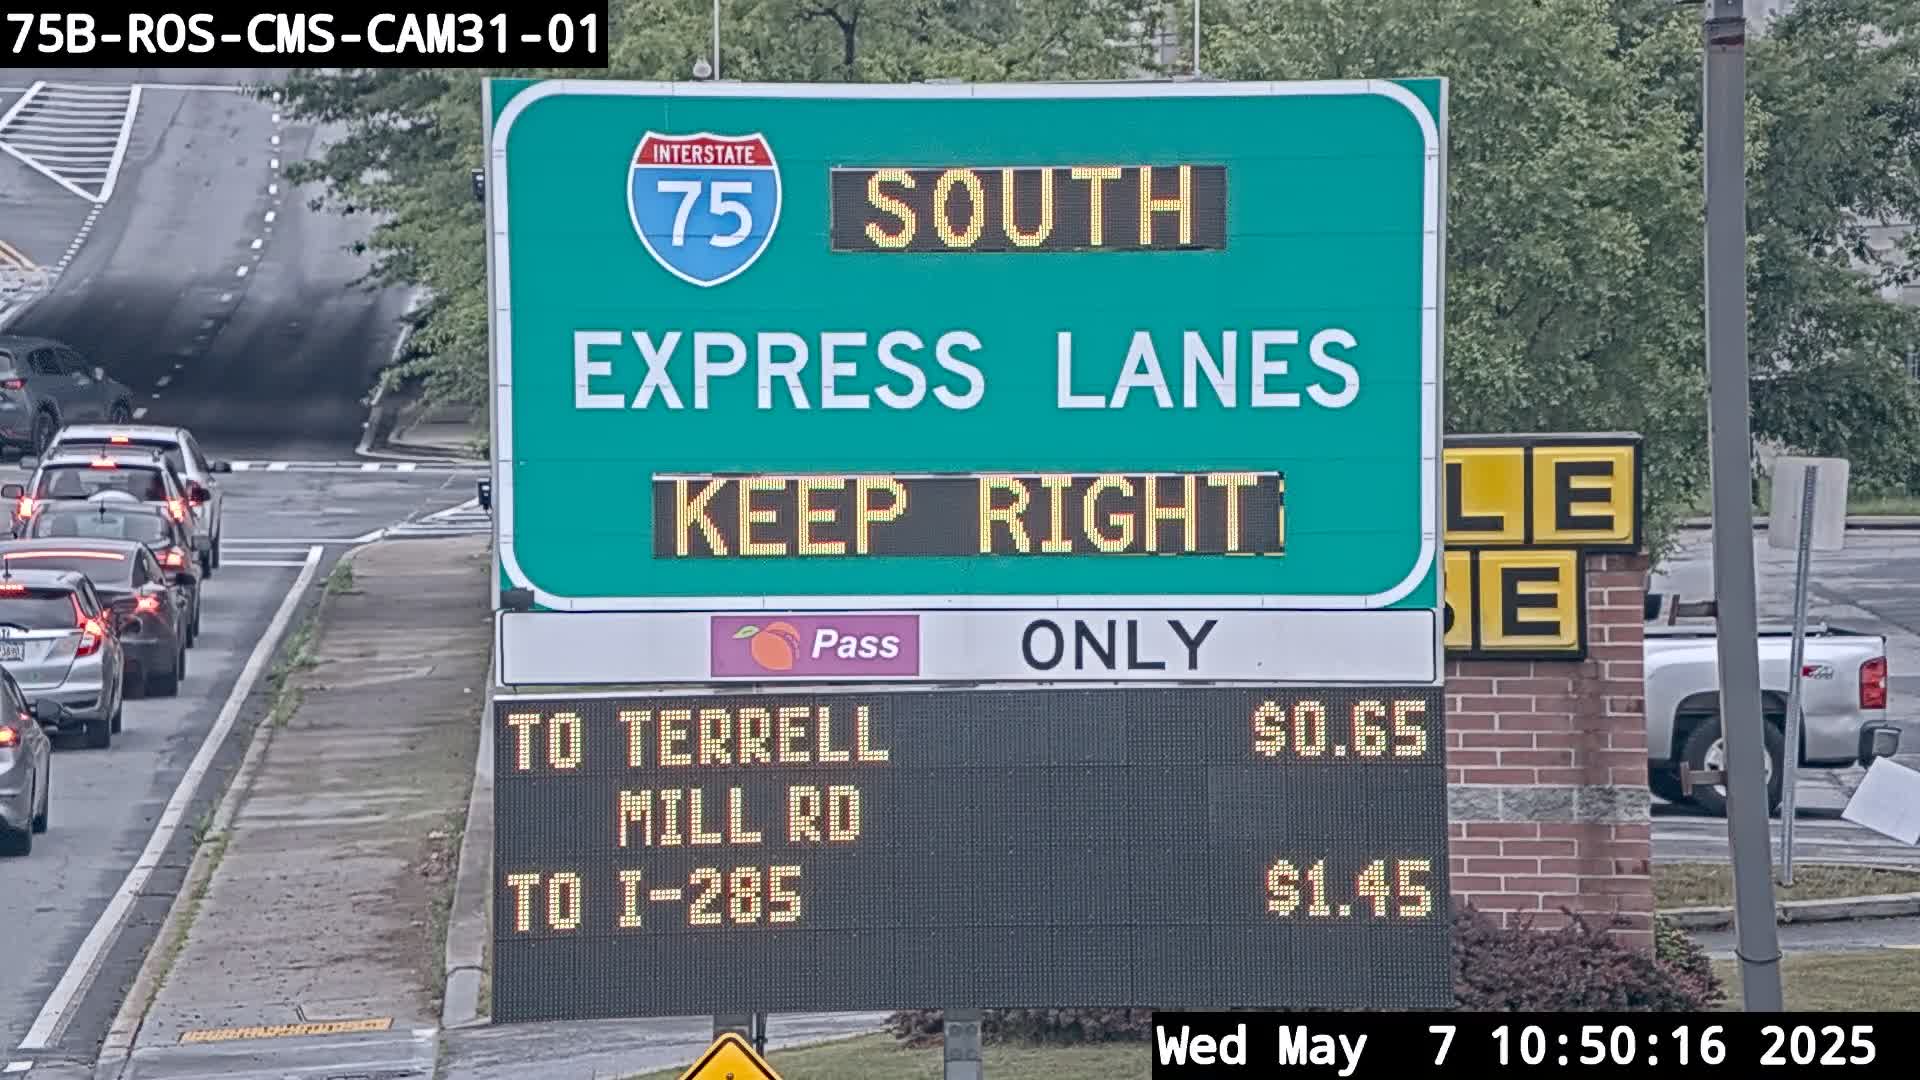 75B-ROS-CMS-CAM31-01
INTERSTATE
75
SOUTH
EXPRESS LANES
KEEP RIGHT
Pass ONLY
TO TERRELL $0.65
MILL RD
TO I-285 $1.45
LE
E
Wed May 7 10:50:16 2025